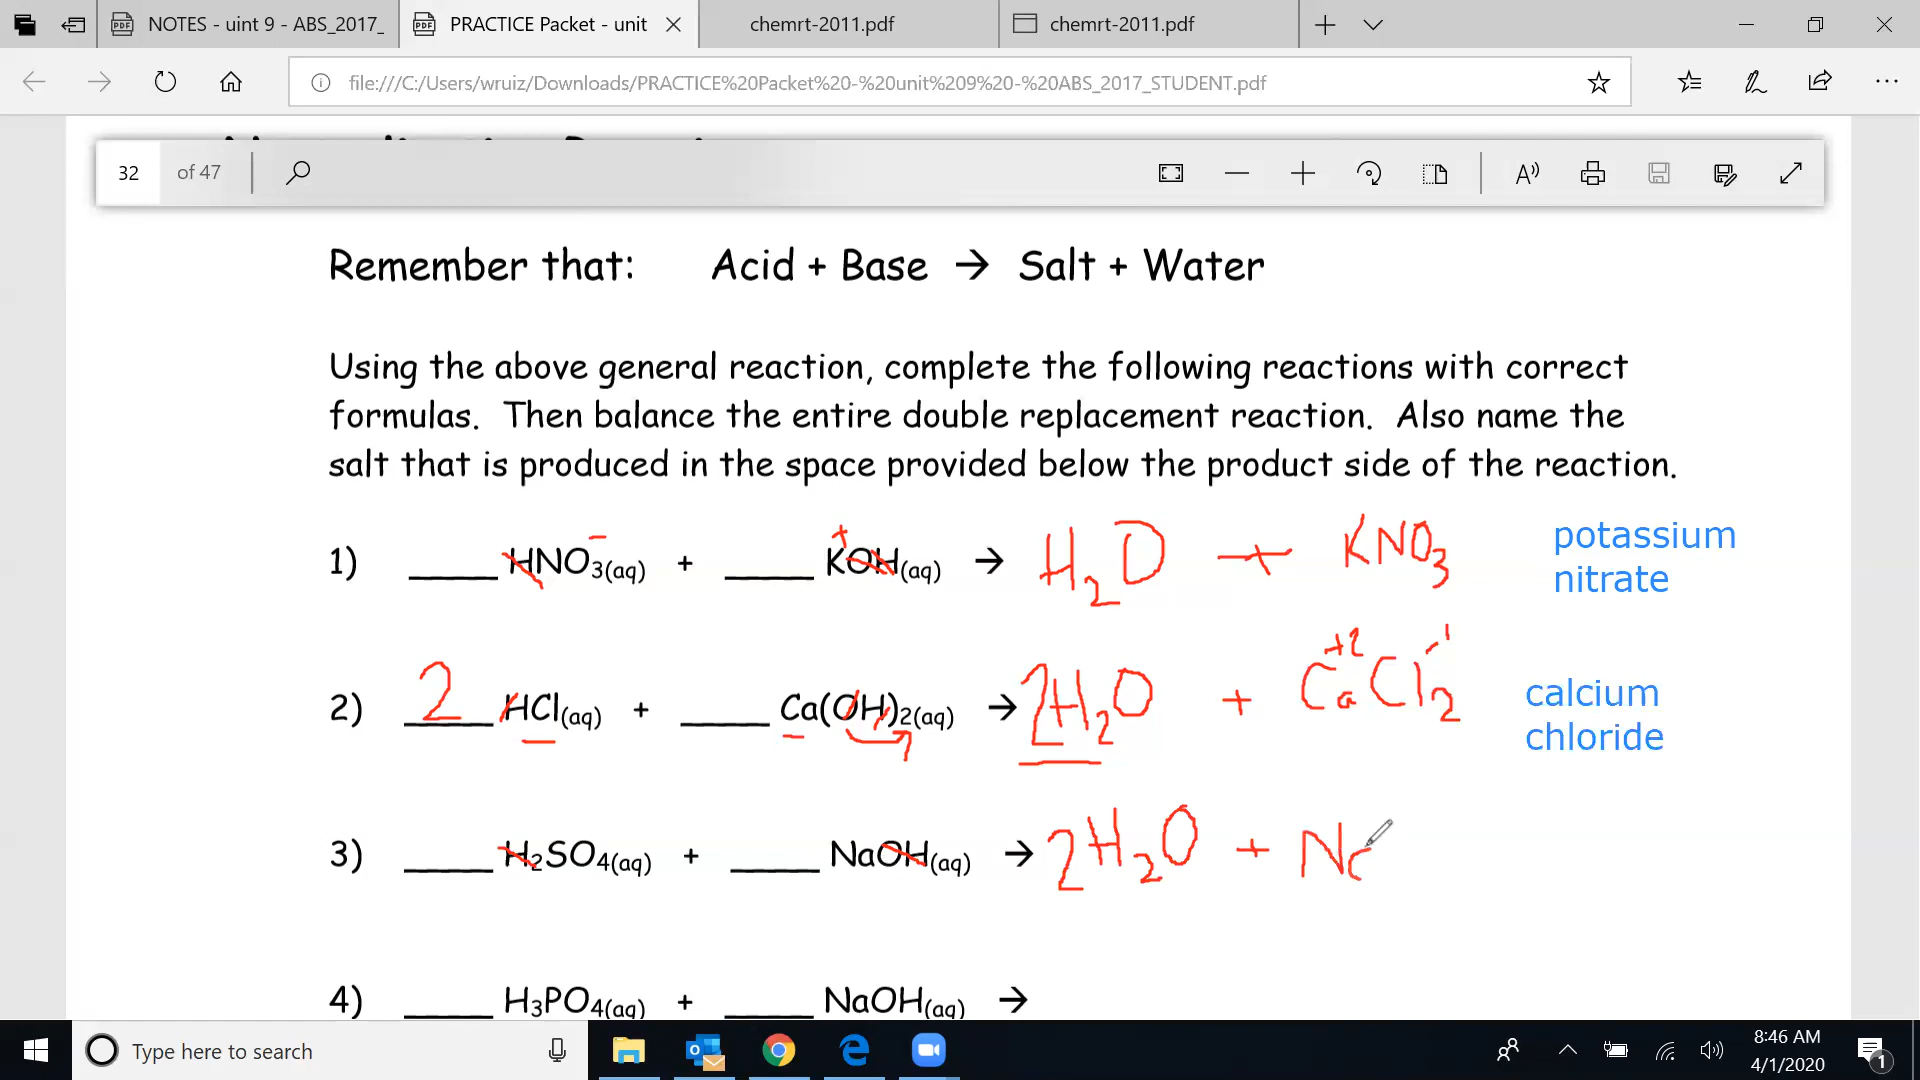 NOTES - uint 9 - ABS_2017_
PRACTICE Packet - unit
chemrt-2011.pdf
chemrt-2011.pdf
file:///C:/Users/wruiz/Downloads/PRACTICE%20Packet%20-%20unit%209%20-%20ABS_2017_STUDENT.pdf
32 of 47
Remember that: Acid + Base → Salt + Water
Using the above general reaction, complete the following reactions with correct
formulas. Then balance the entire double replacement reaction. Also name the
salt that is produced in the space provided below the product side of the reaction.
1) ____ HNO₃⁻(aq) + ____ K⁺OH(aq) → H₂O + KNO₃ potassium
nitrate
2) 2 HCl(aq) + ____ Ca(OH)₂(aq) → 2H₂O + Ca⁺²Cl₂⁻¹ calcium
chloride
3) ____ H₂SO₄(aq) + ____ NaOH(aq) → 2H₂O + Na
4) ____ H₃PO₄(aq) + ____ NaOH(aq) →
Type here to search
8:46 AM
4/1/2020
1